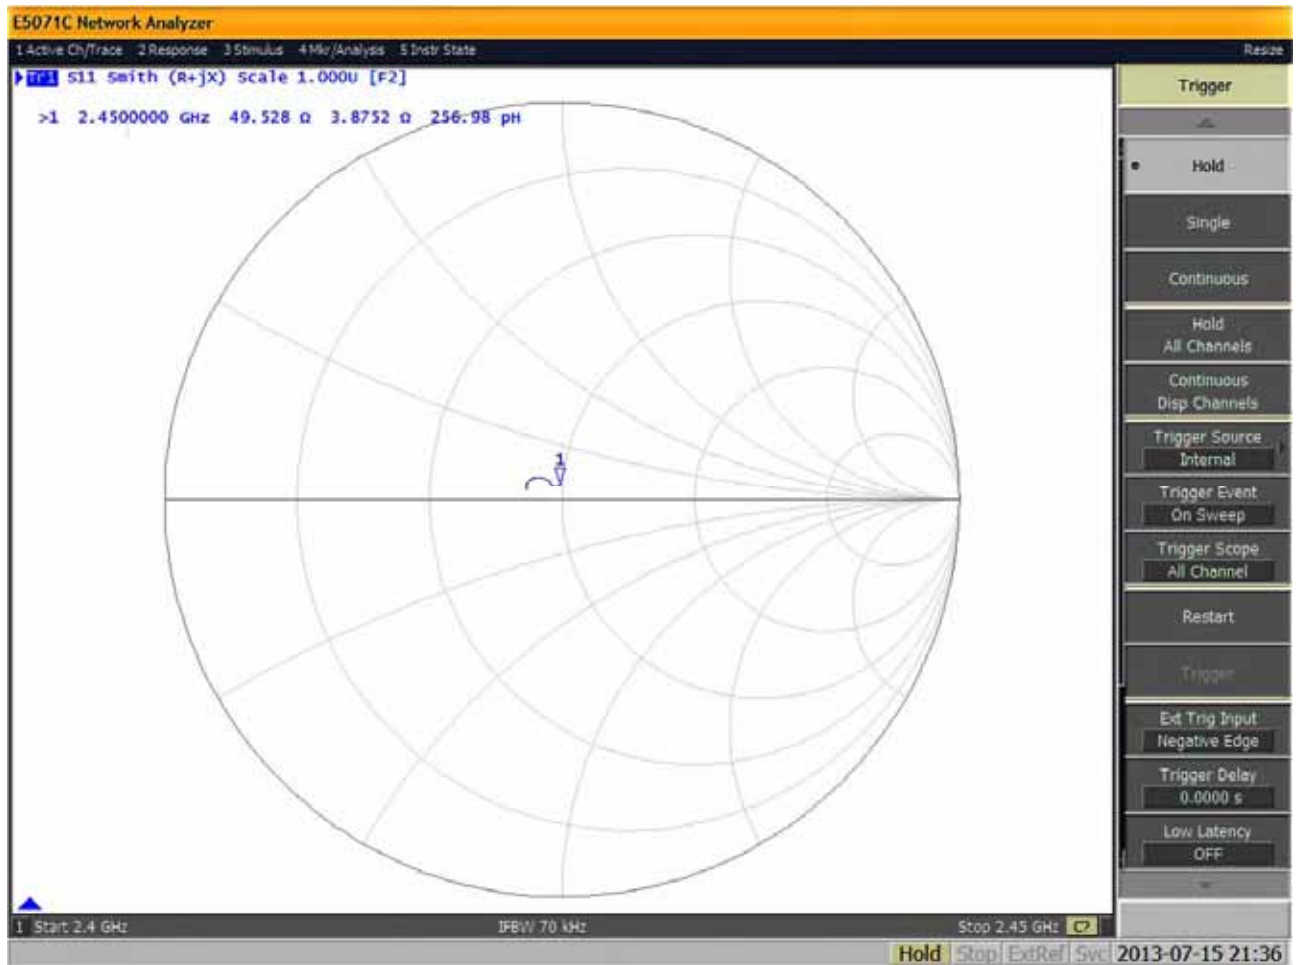 E5071C Network Analyzer
1 Active Ch/Trace 2 Response 3 Stimulus 4 Mkr/Analysis 5 Instr State
Resize
Tr1 S11 Smith (R+jX) Scale 1.000U [F2]
>1 2.4500000 GHz 49.528 Ω 3.8752 Ω 256.98 pH
1
Trigger
Hold
Single
Continuous
Hold
All Channels
Continuous
Disp Channels
Trigger Source
Internal
Trigger Event
On Sweep
Trigger Scope
All Channel
Restart
Trigger
Ext Trig Input
Negative Edge
Trigger Delay
0.0000 s
Low Latency
OFF
1 Start 2.4 GHz
IFBW 70 kHz
Stop 2.45 GHz C?
Hold Stop ExtRef Svc 2013-07-15 21:36